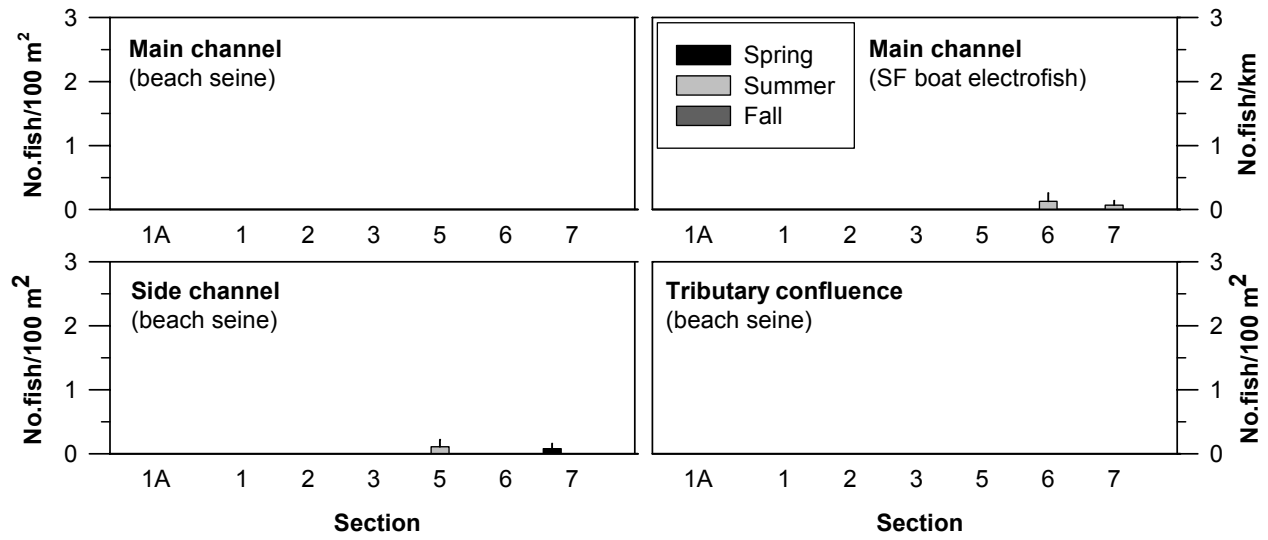 No.fish/100 m²
3
2
1
0
Main channel
(beach seine)
1A 1 2 3 5 6 7
Spring
Summer
Fall
Main channel
(SF boat electrofish)
3
2
1
0
No.fish/km
1A 1 2 3 5 6 7
No.fish/100 m²
3
2
1
0
Side channel
(beach seine)
1A 1 2 3 5 6 7
Section
Tributary confluence
(beach seine)
3
2
1
0
No.fish/100 m²
1A 1 2 3 5 6 7
Section